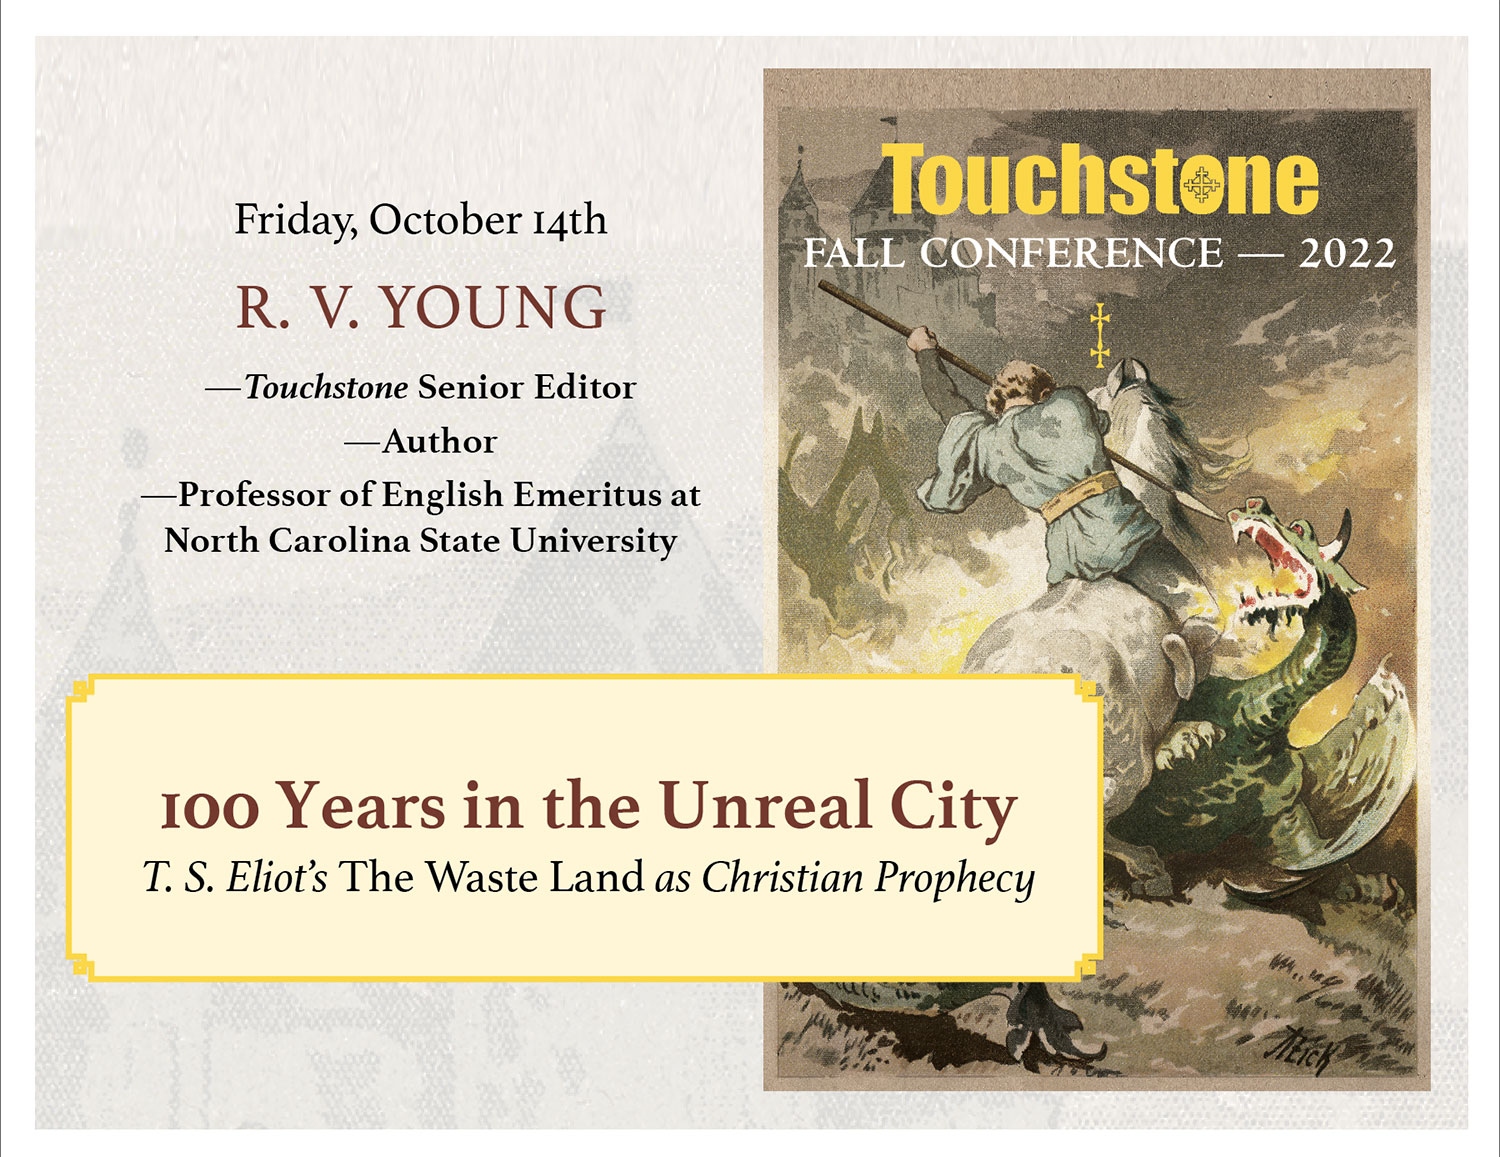 Friday, October 14th
R. V. YOUNG
—Touchstone Senior Editor
—Author
—Professor of English Emeritus at
North Carolina State University
100 Years in the Unreal City
T. S. Eliot's The Waste Land as Christian Prophecy
Touchstone
FALL CONFERENCE — 2022